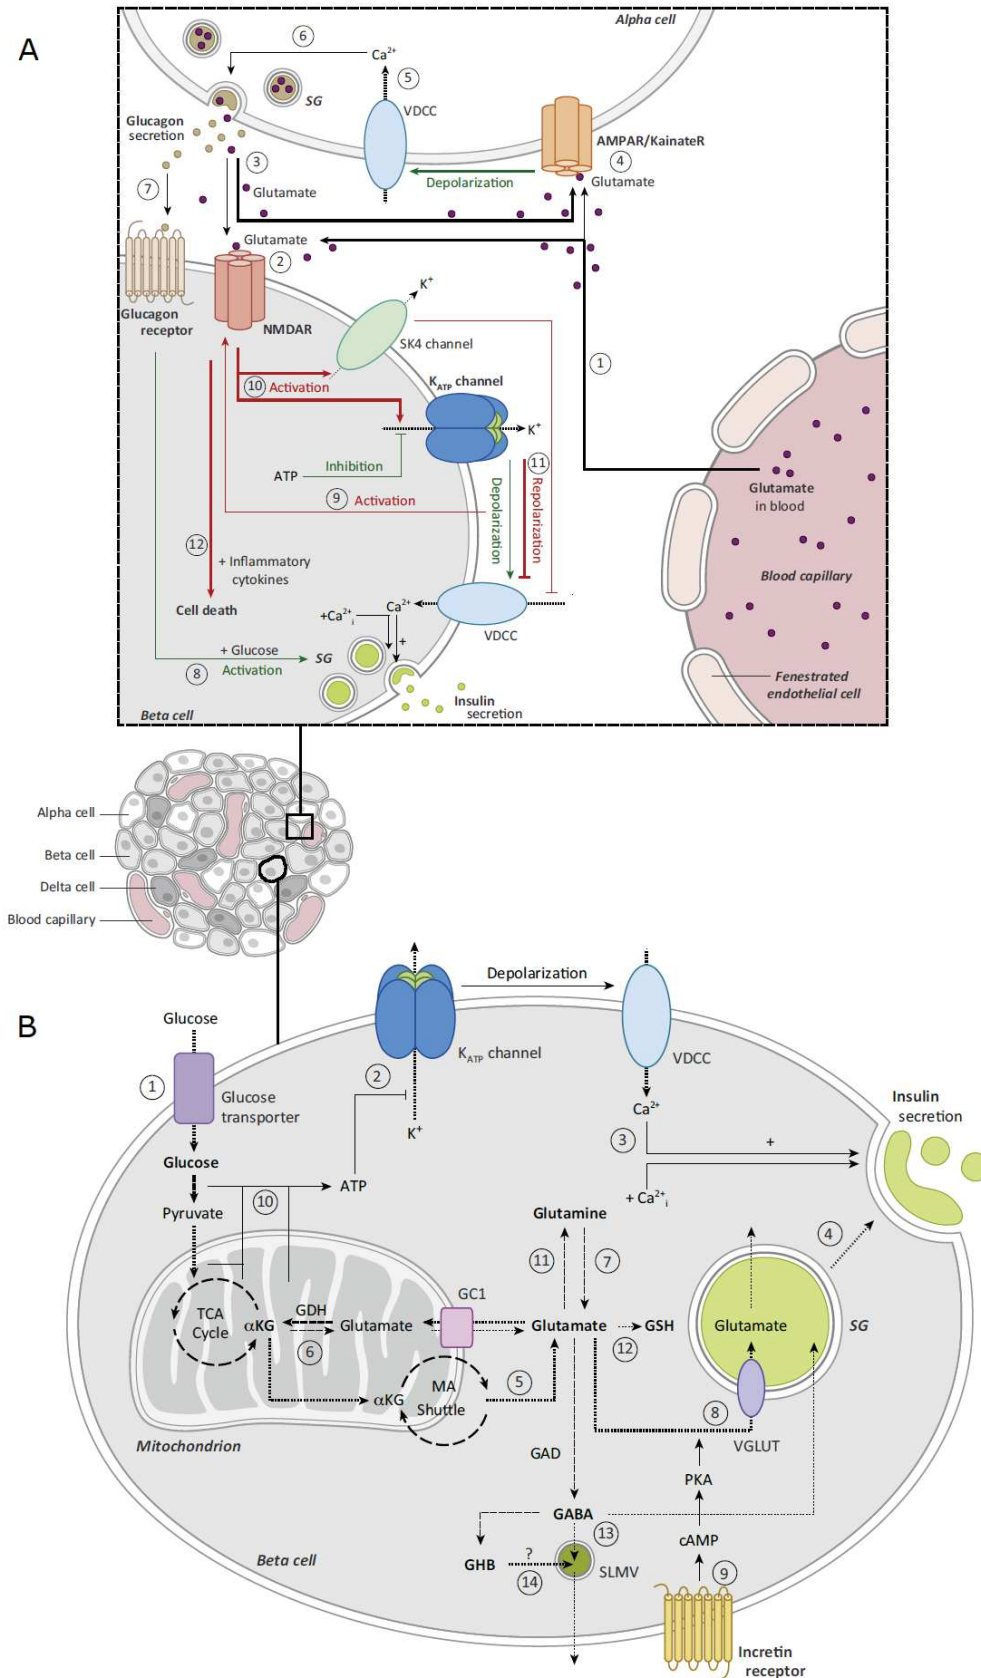 A
Alpha cell
6
Ca²⁺
5
SG
VDCC
Glucagon
secretion
AMPAR/KainateR
3
4
7
Depolarization
Glutamate
Glutamate
Glutamate
2
K⁺
Glucagon
receptor
NMDAR
SK4 channel
1
10 Activation
K_ATP channel
K⁺
Inhibition
11
ATP
Glutamate
in blood
9
Activation
Depolarization
Repolarization
12
+ Inflammatory
cytokines
Blood capillary
Cell death
Ca²⁺
+Ca²⁺ᵢ
+
VDCC
+ Glucose
SG
8
Activation
Fenestrated
endothelial cell
Insulin
secretion
Beta cell
Alpha cell
Beta cell
Delta cell
Blood capillary
B
Depolarization
Glucose
K_ATP channel
VDCC
1
2
Glucose
transporter
Insulin
secretion
Ca²⁺
K⁺
3
+
Glucose
10
ATP
+ Ca²⁺ᵢ
Pyruvate
Glutamine
4
11
7
GC1
TCA
Cycle
αKG
GDH
Glutamate
Glutamate
GSH
Glutamate
SG
6
12
αKG
MA
Shuttle
5
8
Mitochondrion
VGLUT
GAD
PKA
GABA
13
cAMP
Beta cell
GHB
?
14
SLMV
9
Incretin
receptor